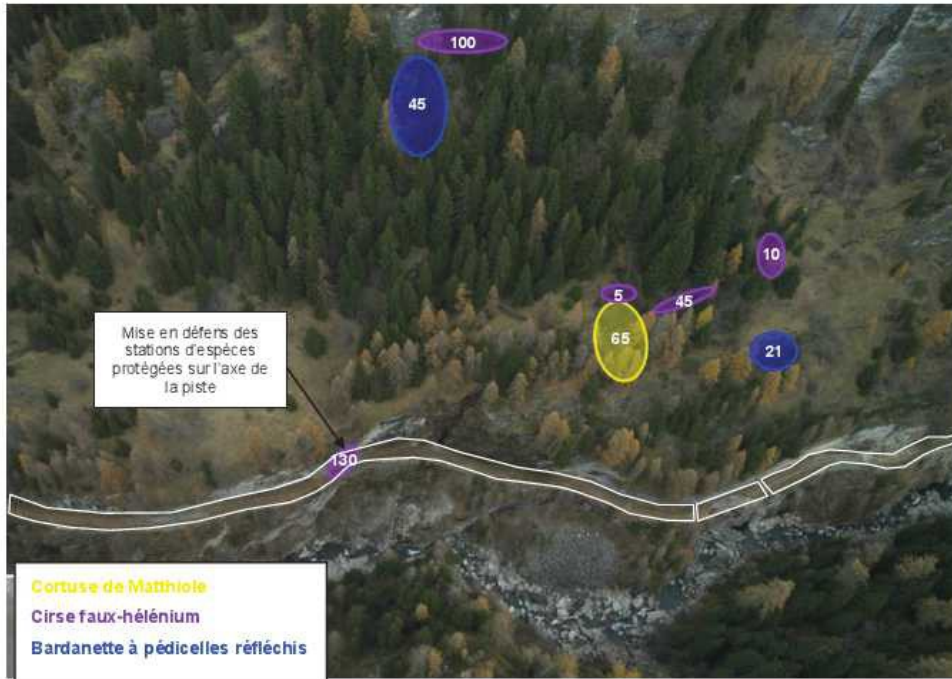 100
45
10
5
45
65
21
Mise en défens des
stations d'espèces
protégées sur l'axe de
la piste
130
Cortuse de Matthiole
Cirse faux-hélénium
Bardanette à pédicelles réfléchis